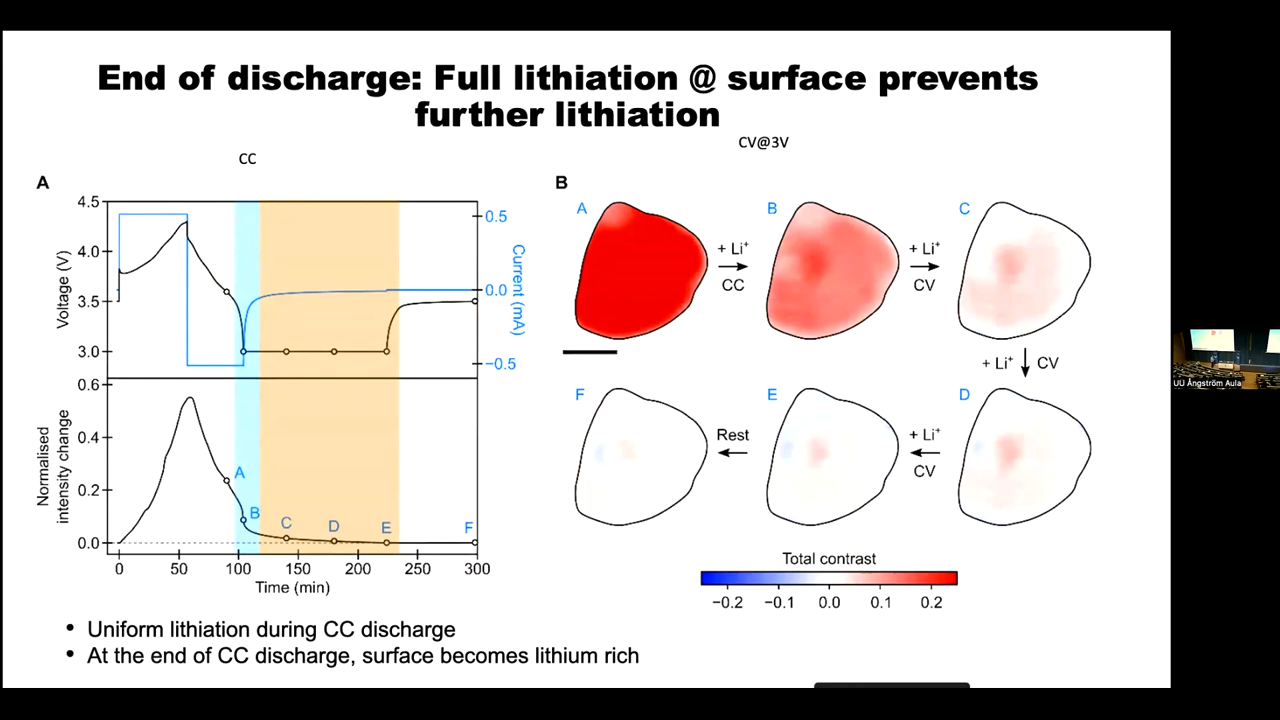 End of discharge: Full lithiation @ surface prevents
further lithiation
CC
CV@3V
A
4.5
4.0
3.5
3.0
Voltage (V)
0.5
0.0
−0.5
Current (mA)
0.6
0.4
0.2
0.0
Normalised
intensity change
A
B
C
D
E
F
0
50
100
150
200
250
300
Time (min)
B
A
+ Li⁺
CC
B
+ Li⁺
CV
C
+ Li⁺
CV
F
Rest
E
+ Li⁺
CV
D
Total contrast
−0.2
−0.1
0.0
0.1
0.2
• Uniform lithiation during CC discharge
• At the end of CC discharge, surface becomes lithium rich
UU Ångström Aula